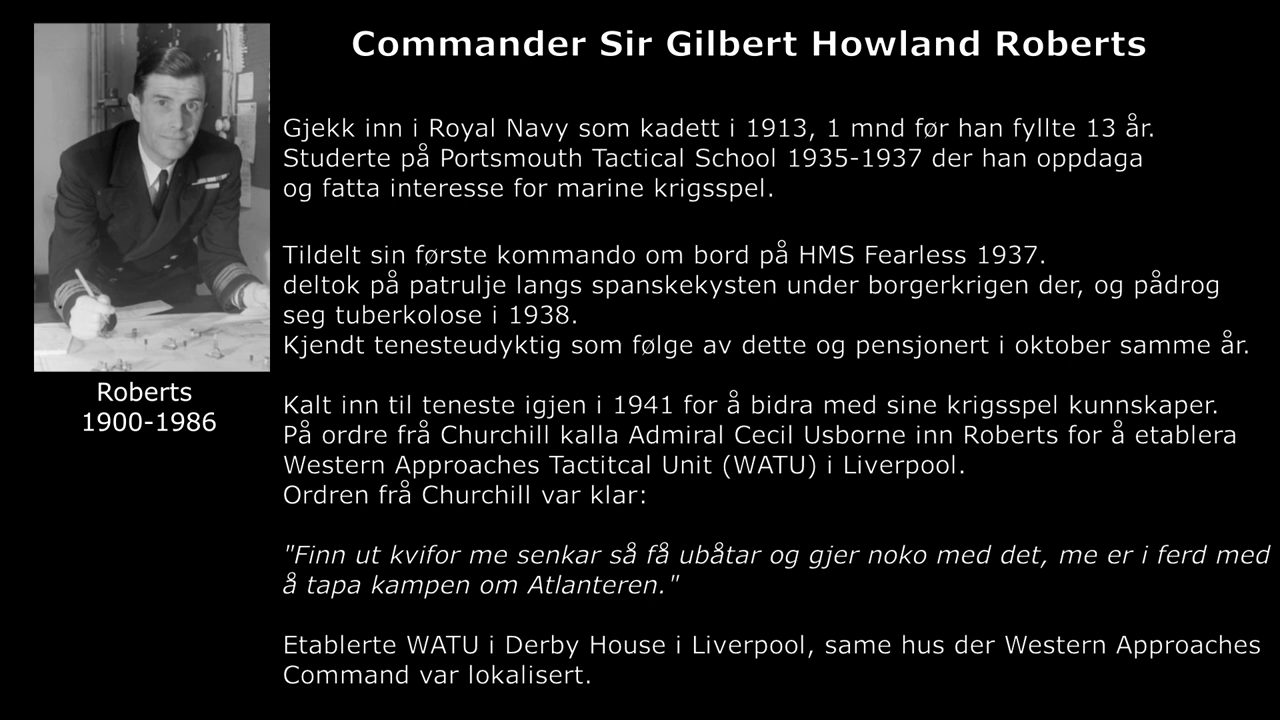 Commander Sir Gilbert Howland Roberts
Gjekk inn i Royal Navy som kadett i 1913, 1 mnd før han fyllte 13 år.
Studerte på Portsmouth Tactical School 1935-1937 der han oppdaga
og fatta interesse for marine krigsspel.
Tildelt sin første kommando om bord på HMS Fearless 1937.
deltok på patrulje langs spanskekysten under borgerkrigen der, og pådrog
seg tuberkolose i 1938.
Kjendt tenesteudyktig som følge av dette og pensjonert i oktober samme år.
Roberts
1900-1986
Kalt inn til teneste igjen i 1941 for å bidra med sine krigsspel kunnskaper.
På ordre frå Churchill kalla Admiral Cecil Usborne inn Roberts for å etablera
Western Approaches Tactitcal Unit (WATU) i Liverpool.
Ordren frå Churchill var klar:
"Finn ut kvifor me senkar så få ubåtar og gjer noko med det, me er i ferd med
å tapa kampen om Atlanteren."
Etablerte WATU i Derby House i Liverpool, same hus der Western Approaches
Command var lokalisert.